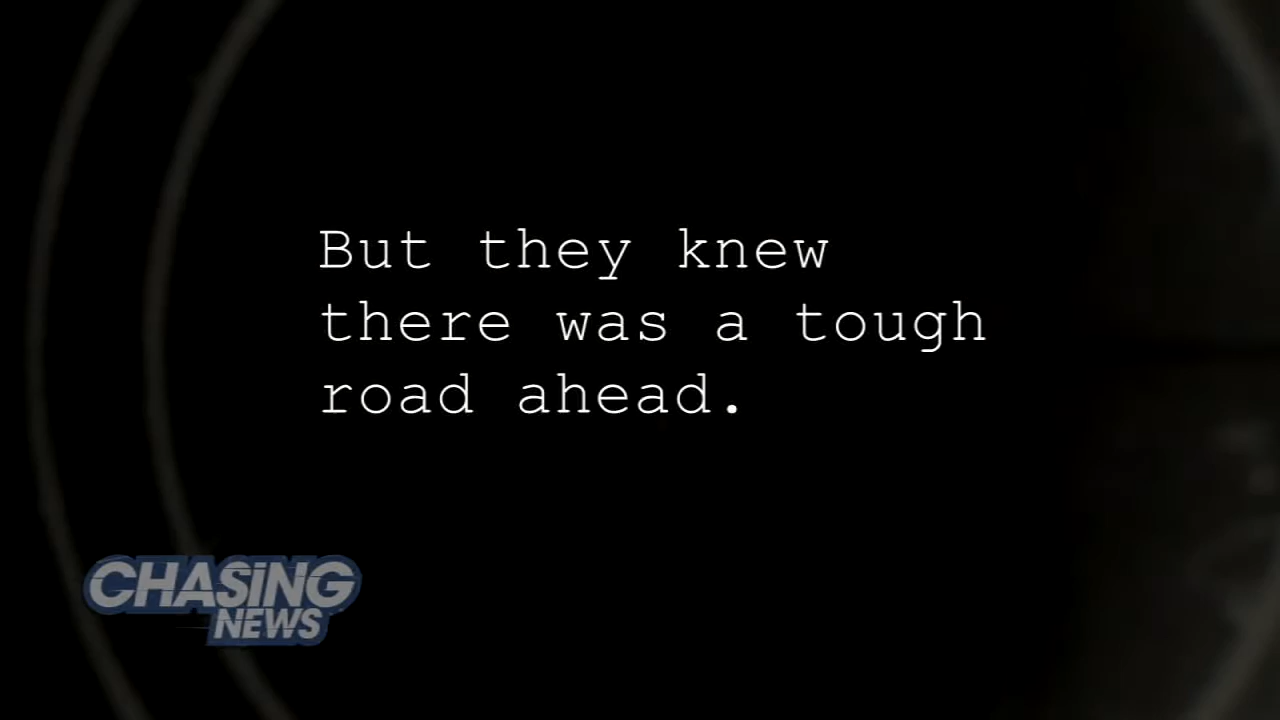 But they knew
there was a tough
road ahead.
CHASiNG
NEWS